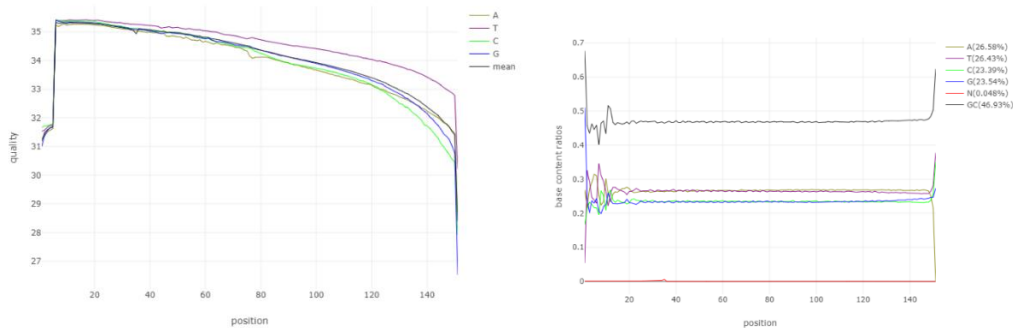 A
T
C
G
mean
quality
35
34
33
32
31
30
29
28
27
20
40
60
80
100
120
140
position
A(26.58%)
T(26.43%)
C(23.39%)
G(23.54%)
N(0.048%)
GC(46.93%)
base content ratios
0.7
0.6
0.5
0.4
0.3
0.2
0.1
0
20
40
60
80
100
120
140
position